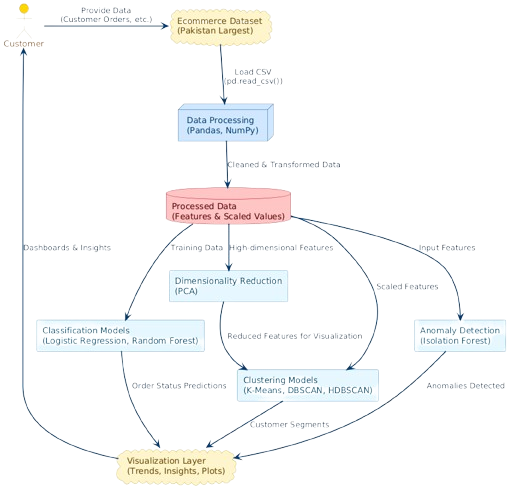 Provide Data
(Customer Orders, etc.)
Ecommerce Dataset
(Pakistan Largest)
Customer
Load CSV
(pd.read_csv())
Data Processing
(Pandas, NumPy)
Cleaned & Transformed Data
Processed Data
(Features & Scaled Values)
Dashboards & Insights
Training Data
High-dimensional Features
Input Features
Dimensionality Reduction
(PCA)
Scaled Features
Classification Models
(Logistic Regression, Random Forest)
Reduced Features for Visualization
Anomaly Detection
(Isolation Forest)
Clustering Models
(K-Means, DBSCAN, HDBSCAN)
Order Status Predictions
Anomalies Detected
Customer Segments
Visualization Layer
(Trends, Insights, Plots)